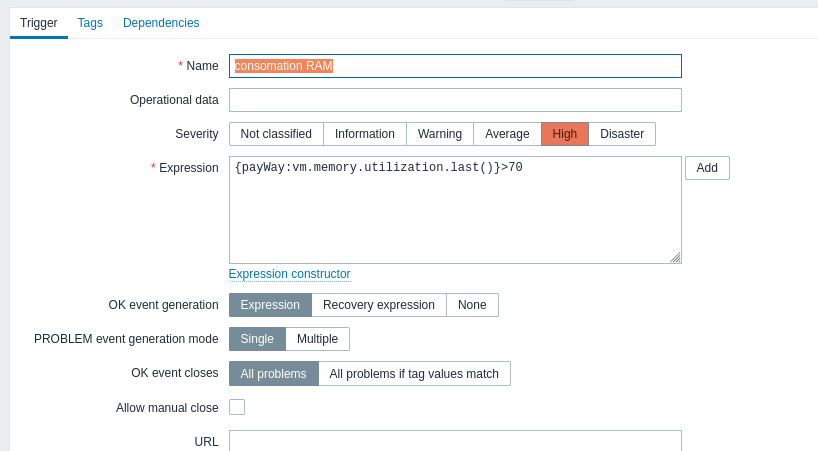 Trigger Tags Dependencies
* Name consomation RAM
Operational data
Severity Not classified Information Warning Average High Disaster
* Expression {payWay:vm.memory.utilization.last()}>70 Add
Expression constructor
OK event generation Expression Recovery expression None
PROBLEM event generation mode Single Multiple
OK event closes All problems All problems if tag values match
Allow manual close
URL